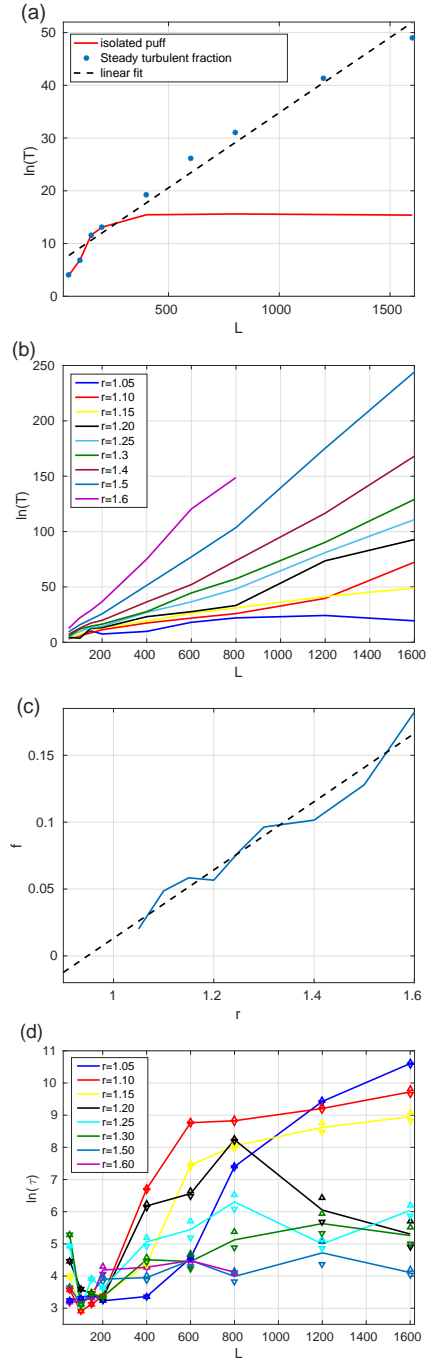 (a)
50
40
30
20
10
0
ln(T)
isolated puff
Steady turbulent fraction
linear fit
500
1000
1500
L
(b)
250
200
150
100
50
0
ln(T)
r=1.05
r=1.10
r=1.15
r=1.20
r=1.25
r=1.3
r=1.4
r=1.5
r=1.6
200 400 600 800 1000 1200 1400 1600
L
(c)
0.15
0.1
0.05
0
f
1
1.2
1.4
1.6
r
(d)
11
10
9
8
7
6
5
4
3
ln(τ)
r=1.05
r=1.10
r=1.15
r=1.20
r=1.25
r=1.30
r=1.50
r=1.60
200 400 600 800 1000 1200 1400 1600
L